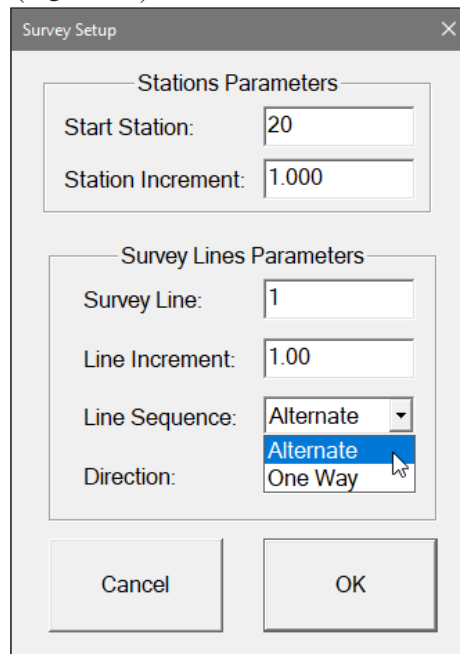 Survey Setup
Stations Parameters
Start Station: 20
Station Increment: 1.000
Survey Lines Parameters
Survey Line: 1
Line Increment: 1.00
Line Sequence: Alternate
Alternate
Direction: One Way
Cancel OK